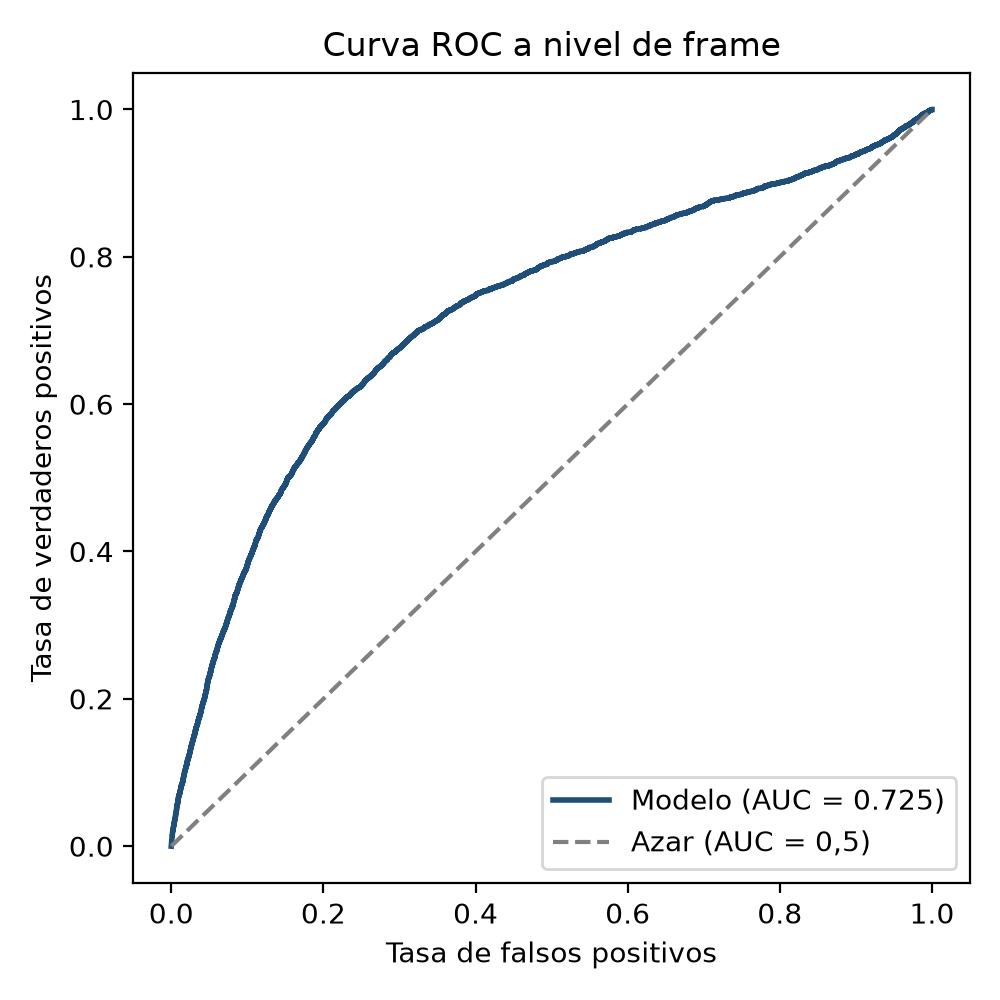 Curva ROC a nivel de frame
Tasa de verdaderos positivos
1.0
0.8
0.6
0.4
0.2
0.0
Modelo (AUC = 0.725)
Azar (AUC = 0,5)
0.0 0.2 0.4 0.6 0.8 1.0
Tasa de falsos positivos